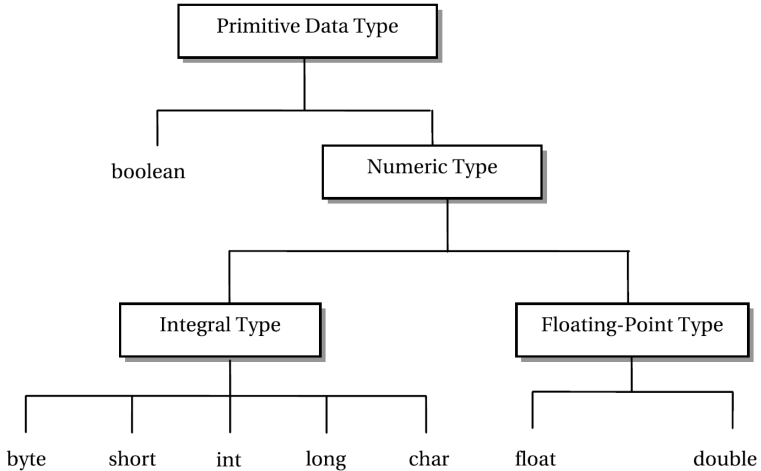 Primitive Data Type
boolean
Numeric Type
Integral Type
Floating-Point Type
byte
short
int
long
char
float
double